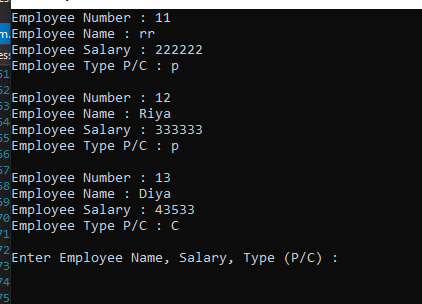 Employee Number : 11
Employee Name : rr
Employee Salary : 222222
Employee Type P/C : p
Employee Number : 12
Employee Name : Riya
Employee Salary : 333333
Employee Type P/C : p
Employee Number : 13
Employee Name : Diya
Employee Salary : 43533
Employee Type P/C : C
Enter Employee Name, Salary, Type (P/C) :